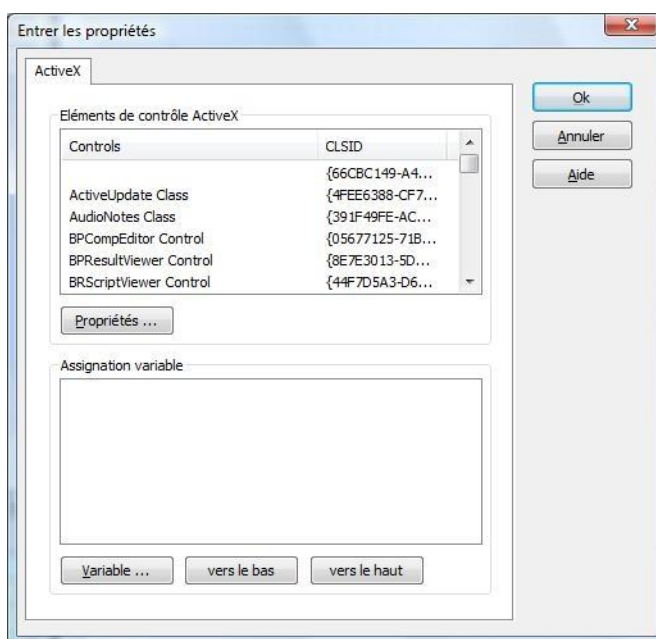 Entrer les propriétés
ActiveX
Ok
Annuler
Aide
Eléments de contrôle ActiveX
Controls CLSID
{66CBC149-A4...
ActiveUpdate Class {4FEE6388-CF7...
AudioNotes Class {391F49FE-AC...
BPCompEditor Control {05677125-71B...
BPResultViewer Control {8E7E3013-5D...
BRScriptViewer Control {44F7D5A3-D6...
Propriétés ...
Assignation variable
Variable ... vers le bas vers le haut